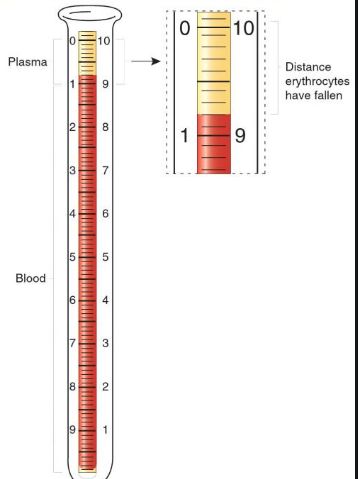 0 10
Plasma
1 9
2 8
3 7
4 6
5 5
Blood
6 4
7 3
8 2
9 1
0 10
1 9
Distance
erythrocytes
have fallen